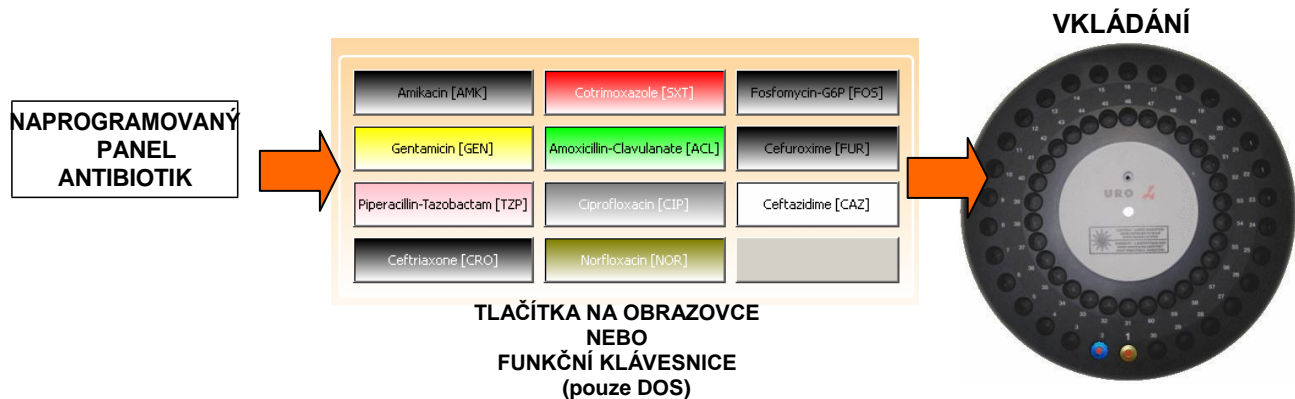 VKLÁDÁNÍ
NAPROGRAMOVANÝ
PANEL
ANTIBIOTIK
Amikacin [AMK]
Cotrimoxazole [SXT]
Fosfomycin-G6P [FOS]
Gentamicin [GEN]
Amoxicillin-Clavulanate [ACL]
Cefuroxime [FUR]
Piperacillin-Tazobactam [TZP]
Ciprofloxacin [CIP]
Ceftazidime [CAZ]
Ceftriaxone [CRO]
Norfloxacin [NOR]
TLAČÍTKA NA OBRAZOVCE
NEBO
FUNKČNÍ KLÁVESNICE
(pouze DOS)
URO 4